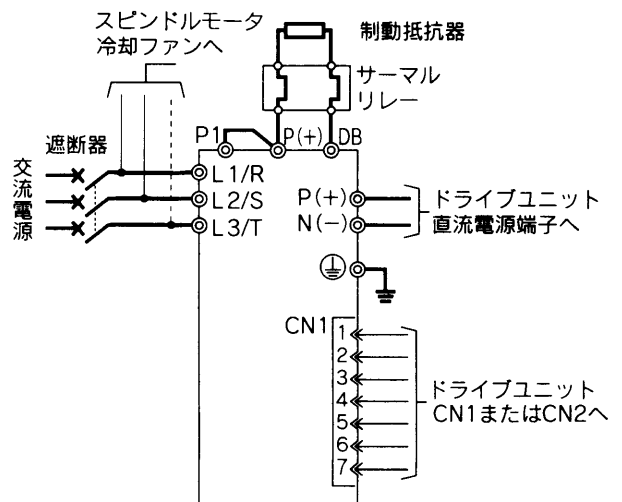 スピンドルモータ
冷却ファンへ
制動抵抗器
サーマル
リレー
P1
P(+)
DB
遮断器
交流電源
L1/R
L2/S
L3/T
P(+)
N(−)
ドライブユニット
直流電源端子へ
CN1
1
2
3
4
5
6
7
ドライブユニット
CN1またはCN2へ